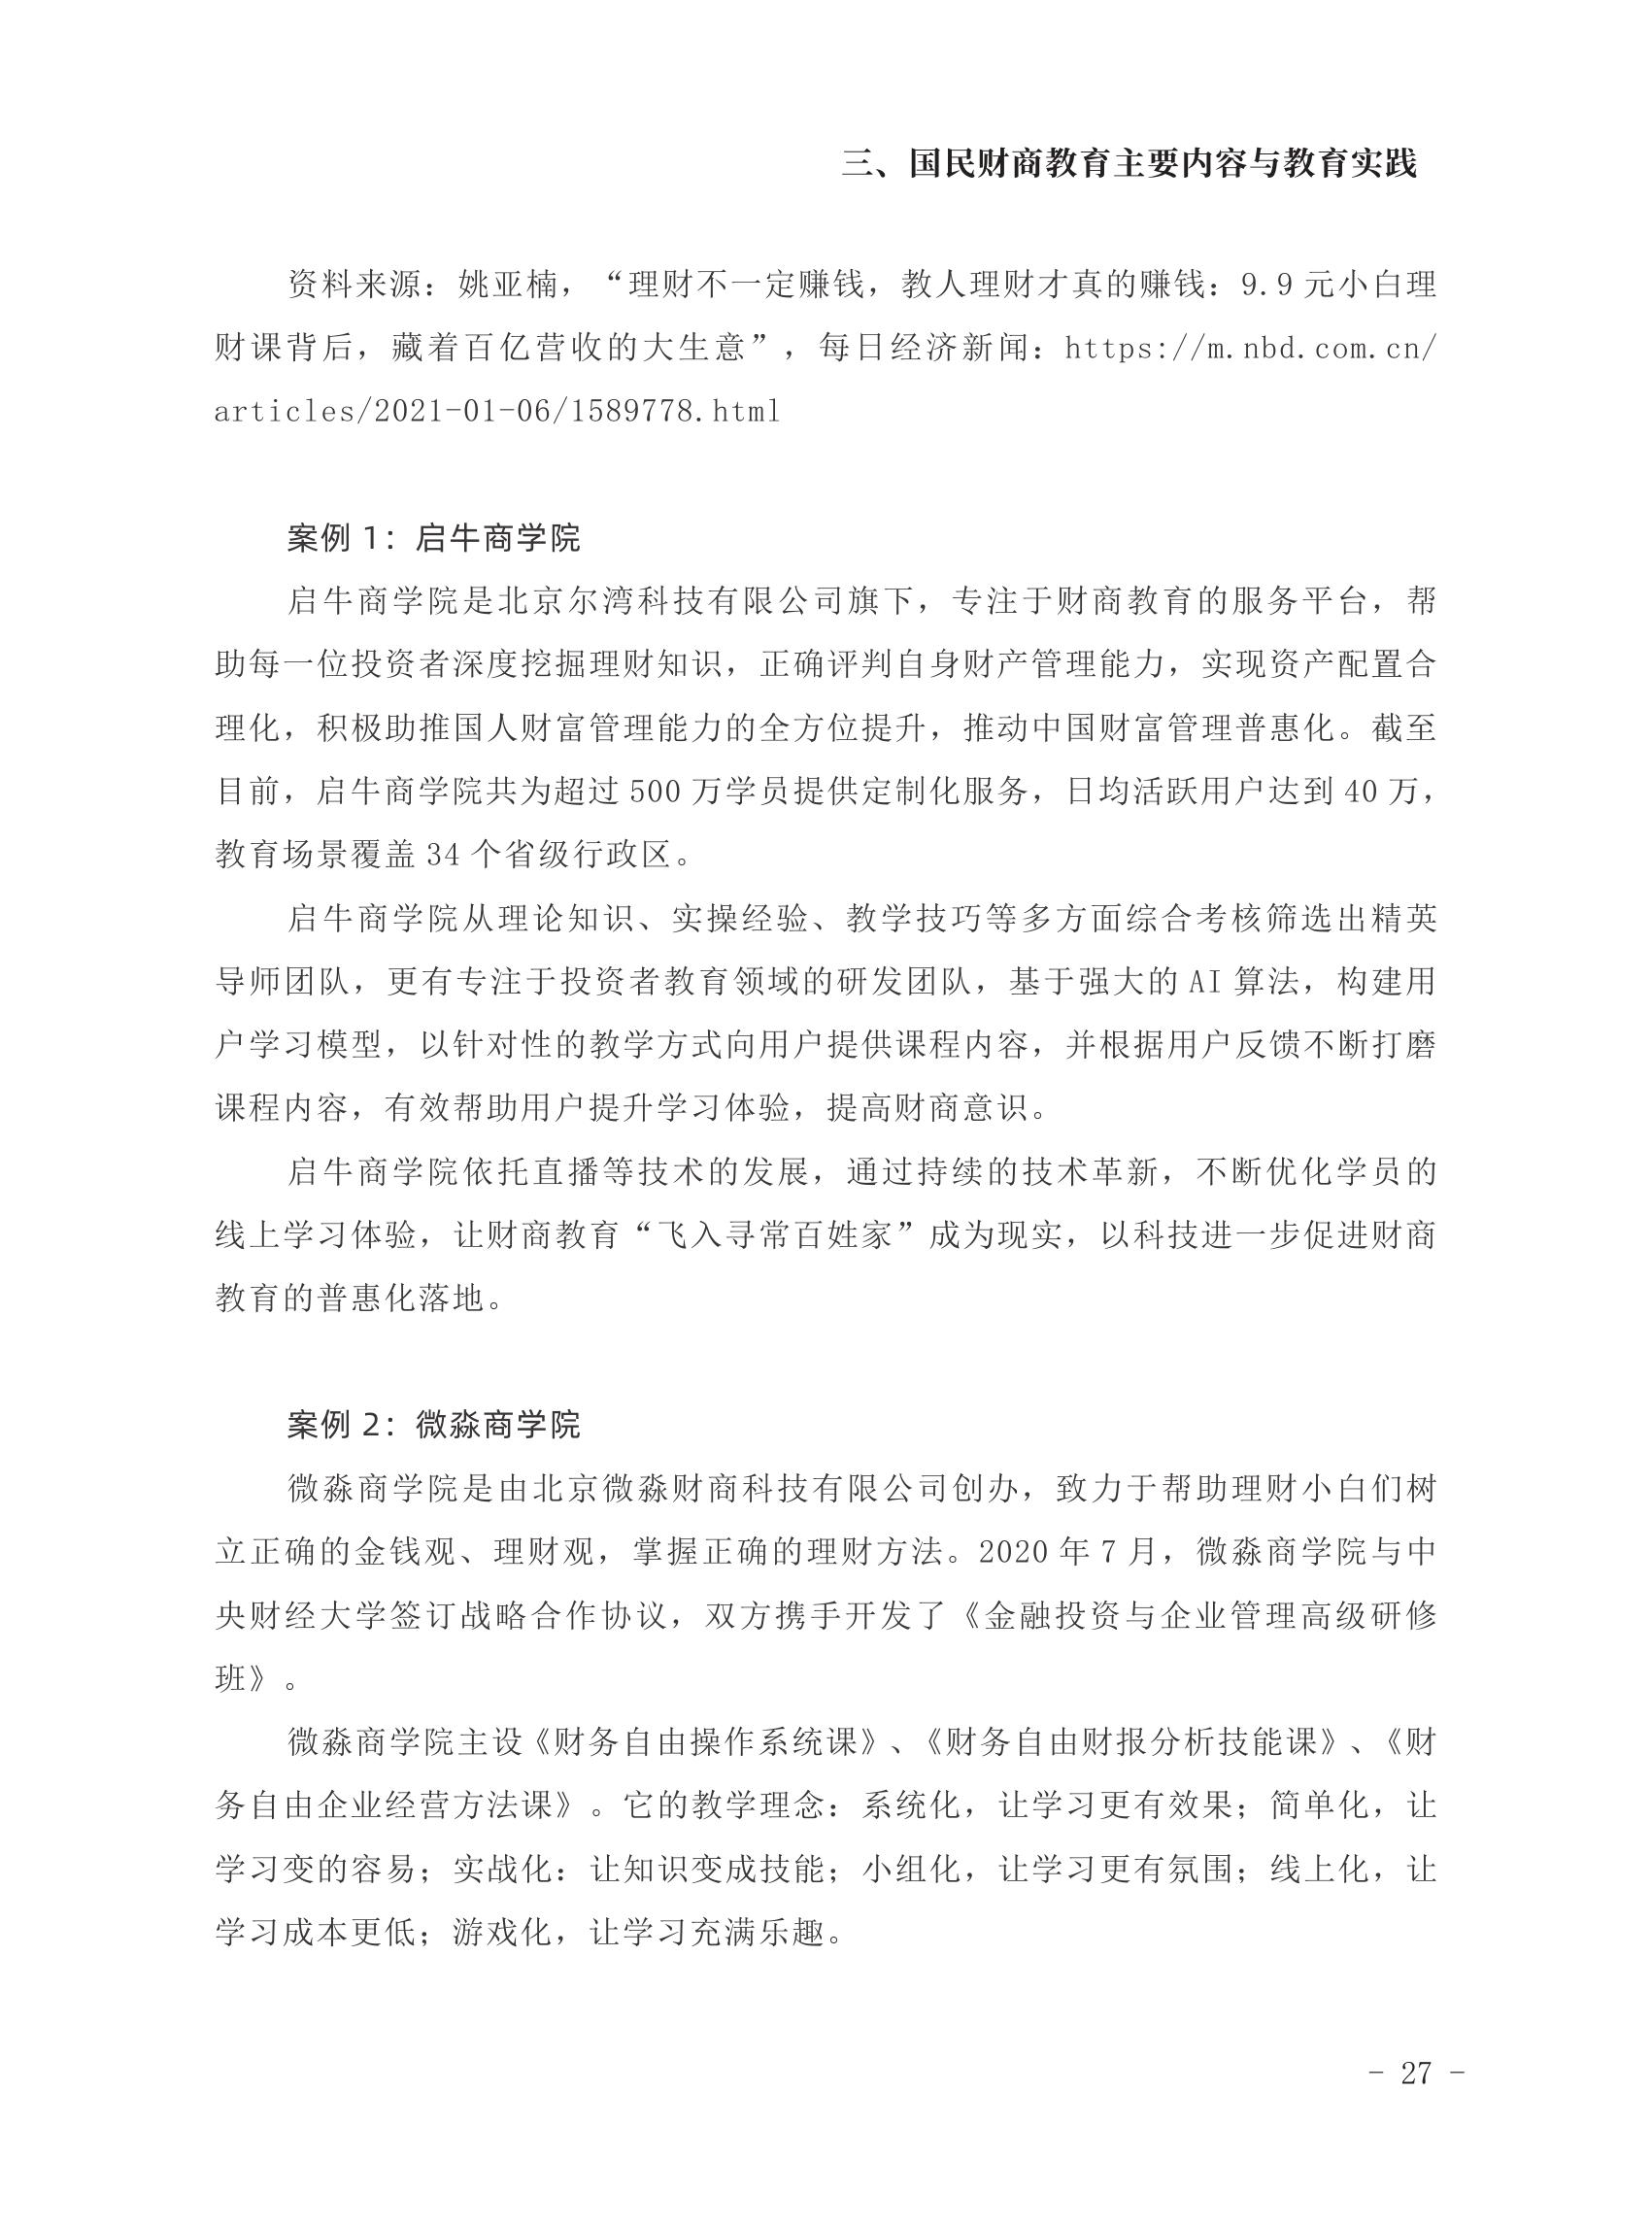 三、国民财商教育主要内容与教育实践
资料来源：姚亚楠，“理财不一定赚钱，教人理财才真的赚钱：9.9 元小白理
财课背后，藏着百亿营收的大生意”，每日经济新闻：https://m.nbd.com.cn/
articles/2021-01-06/1589778.html
案例 1：启牛商学院
启牛商学院是北京尔湾科技有限公司旗下，专注于财商教育的服务平台，帮
助每一位投资者深度挖掘理财知识，正确评判自身财产管理能力，实现资产配置合
理化，积极助推国人财富管理能力的全方位提升，推动中国财富管理普惠化。截至
目前，启牛商学院共为超过 500 万学员提供定制化服务，日均活跃用户达到 40 万，
教育场景覆盖 34 个省级行政区。
启牛商学院从理论知识、实操经验、教学技巧等多方面综合考核筛选出精英
导师团队，更有专注于投资者教育领域的研发团队，基于强大的 AI 算法，构建用
户学习模型，以针对性的教学方式向用户提供课程内容，并根据用户反馈不断打磨
课程内容，有效帮助用户提升学习体验，提高财商意识。
启牛商学院依托直播等技术的发展，通过持续的技术革新，不断优化学员的
线上学习体验，让财商教育“飞入寻常百姓家”成为现实，以科技进一步促进财商
教育的普惠化落地。
案例 2：微淼商学院
微淼商学院是由北京微淼财商科技有限公司创办，致力于帮助理财小白们树
立正确的金钱观、理财观，掌握正确的理财方法。2020 年 7 月，微淼商学院与中
央财经大学签订战略合作协议，双方携手开发了《金融投资与企业管理高级研修
班》。
微淼商学院主设《财务自由操作系统课》、《财务自由财报分析技能课》、《财
务自由企业经营方法课》。它的教学理念：系统化，让学习更有效果；简单化，让
学习变的容易；实战化：让知识变成技能；小组化，让学习更有氛围；线上化，让
学习成本更低；游戏化，让学习充满乐趣。
- 27 -